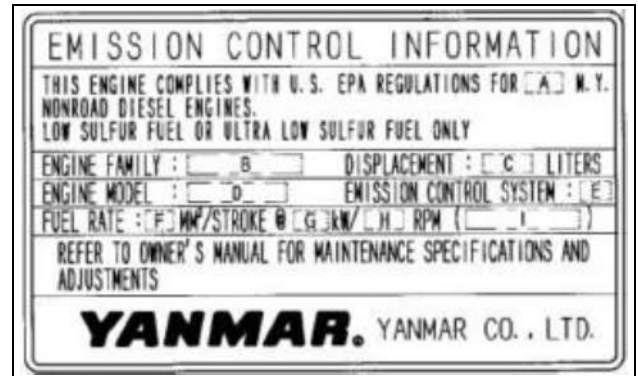 EMISSION CONTROL INFORMATION
THIS ENGINE COMPLIES WITH U.S. EPA REGULATIONS FOR [A] M.Y.
NONROAD DIESEL ENGINES.
LOW SULFUR FUEL OR ULTRA LOW SULFUR FUEL ONLY
ENGINE FAMILY : [ B ] DISPLACEMENT : [ C ] LITERS
ENGINE MODEL : [ D ] EMISSION CONTROL SYSTEM : [E]
FUEL RATE : [F] MM³/STROKE @ [G] kW/ [H] RPM ( [ I ] )
REFER TO OWNER'S MANUAL FOR MAINTENANCE SPECIFICATIONS AND
ADJUSTMENTS
YANMAR® YANMAR CO., LTD.